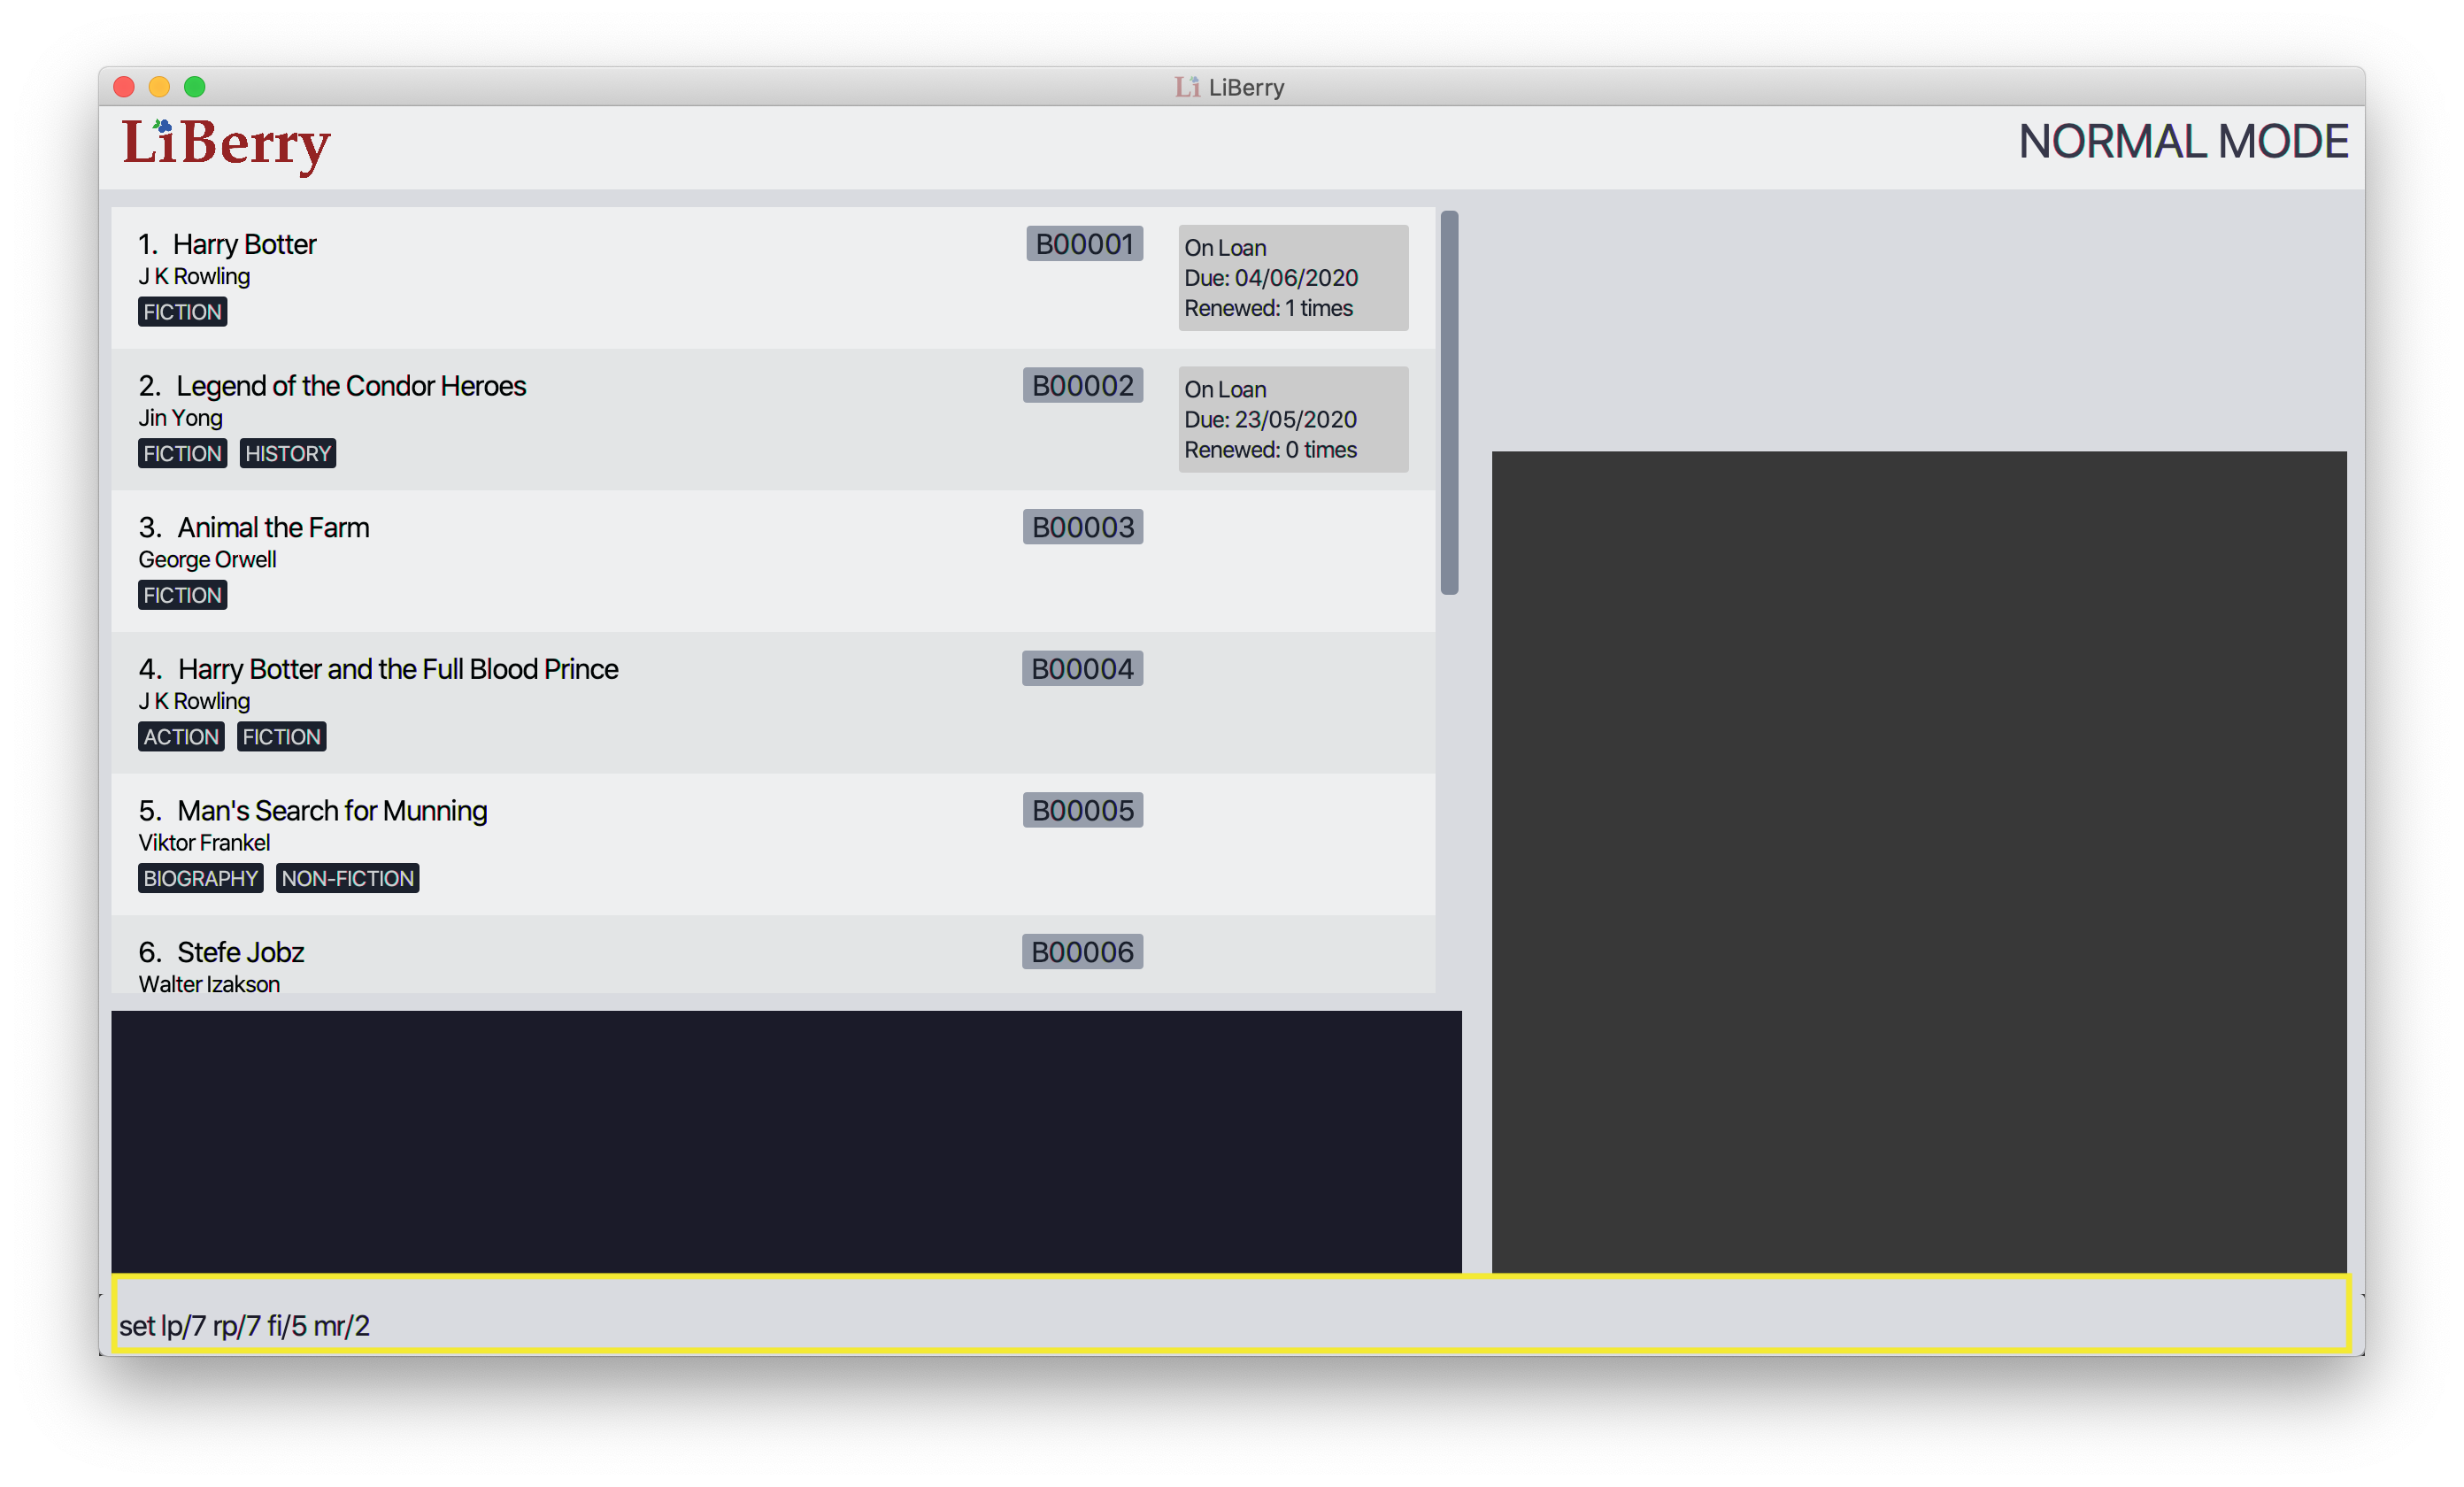 Li LiBerry
LiBerry
NORMAL MODE
1. Harry Botter
J K Rowling
FICTION
B00001
On Loan
Due: 04/06/2020
Renewed: 1 times
2. Legend of the Condor Heroes
Jin Yong
FICTION HISTORY
B00002
On Loan
Due: 23/05/2020
Renewed: 0 times
3. Animal the Farm
George Orwell
FICTION
B00003
4. Harry Botter and the Full Blood Prince
J K Rowling
ACTION FICTION
B00004
5. Man's Search for Munning
Viktor Frankel
BIOGRAPHY NON-FICTION
B00005
6. Stefe Jobz
Walter Izakson
B00006
set lp/7 rp/7 fi/5 mr/2